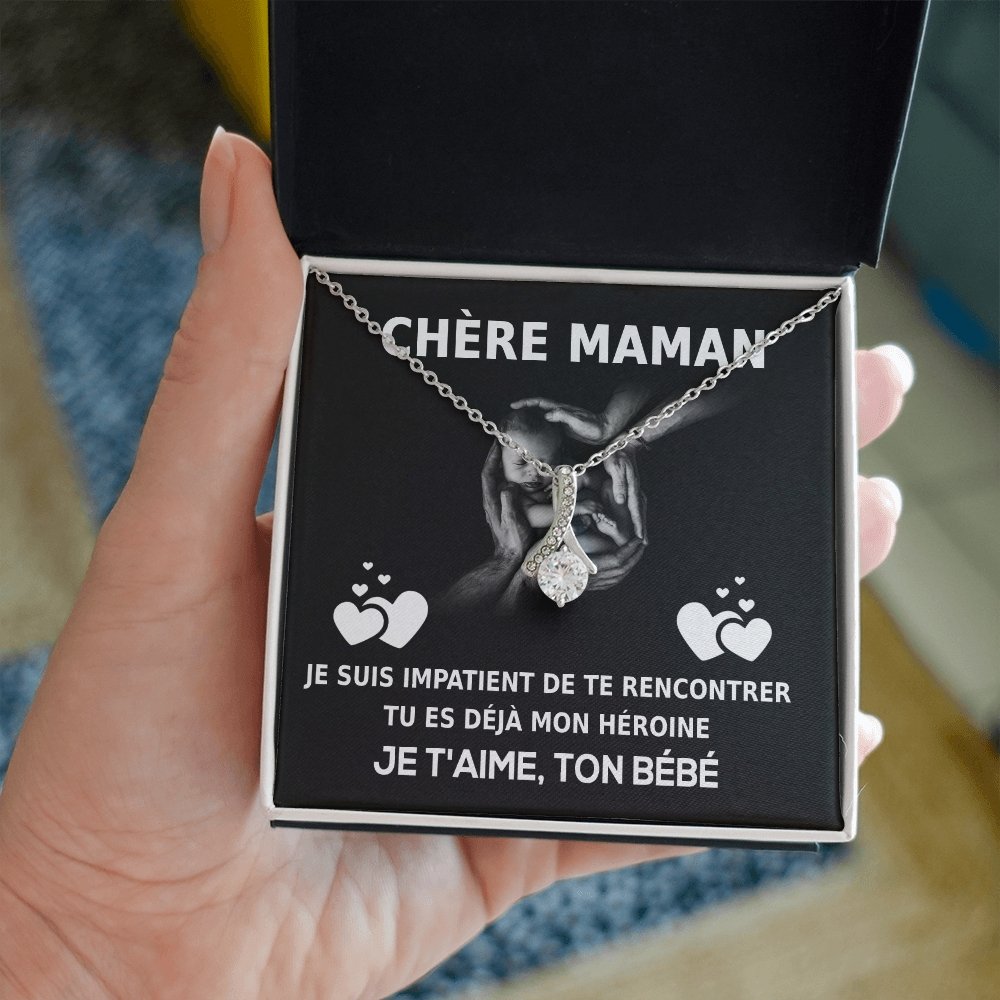 CHÈRE MAMAN
JE SUIS IMPATIENT DE TE RENCONTRER
TU ES DÉJÀ MON HÉROINE
JE T'AIME, TON BÉBÉ